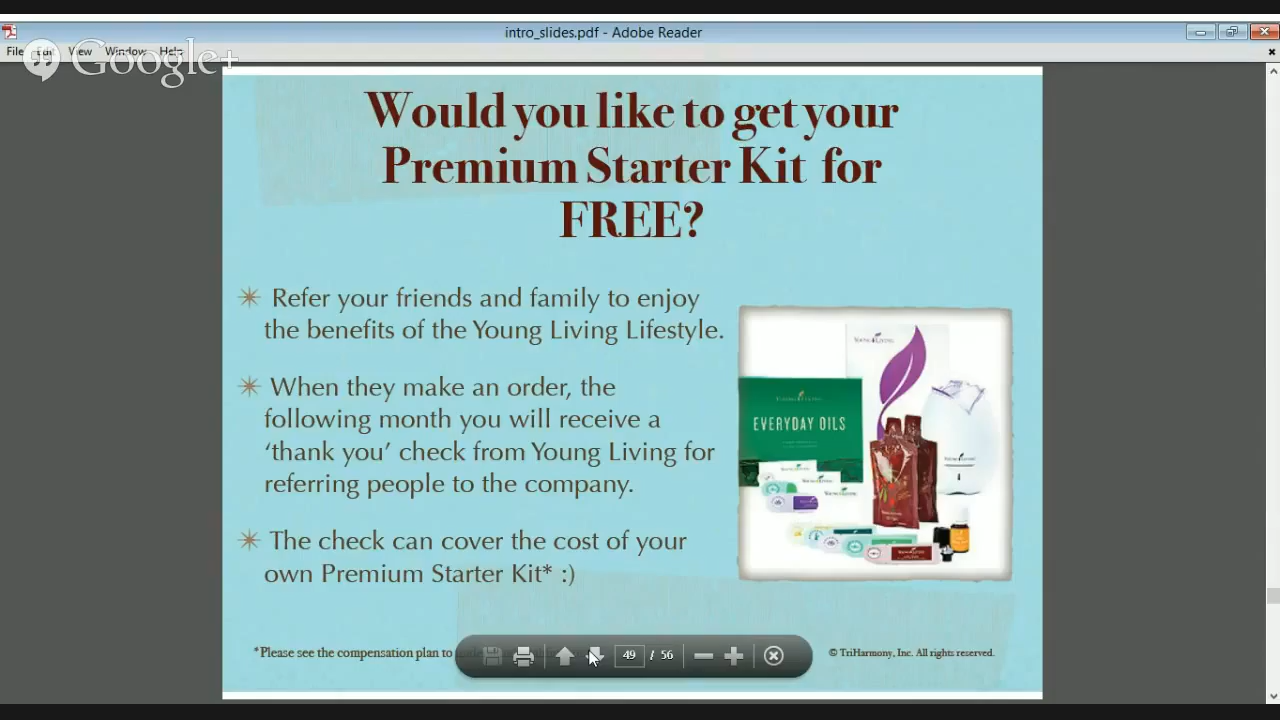 intro_slides.pdf - Adobe Reader
File Edit View Window Help
Google+
Would you like to get your
Premium Starter Kit for
FREE?
Refer your friends and family to enjoy
the benefits of the Young Living Lifestyle.
When they make an order, the
following month you will receive a
‘thank you’ check from Young Living for
referring people to the company.
The check can cover the cost of your
own Premium Starter Kit* :)
YOUNG LIVING
EVERYDAY OILS
*Please see the compensation plan to
49 / 56
© TriHarmony, Inc. All rights reserved.